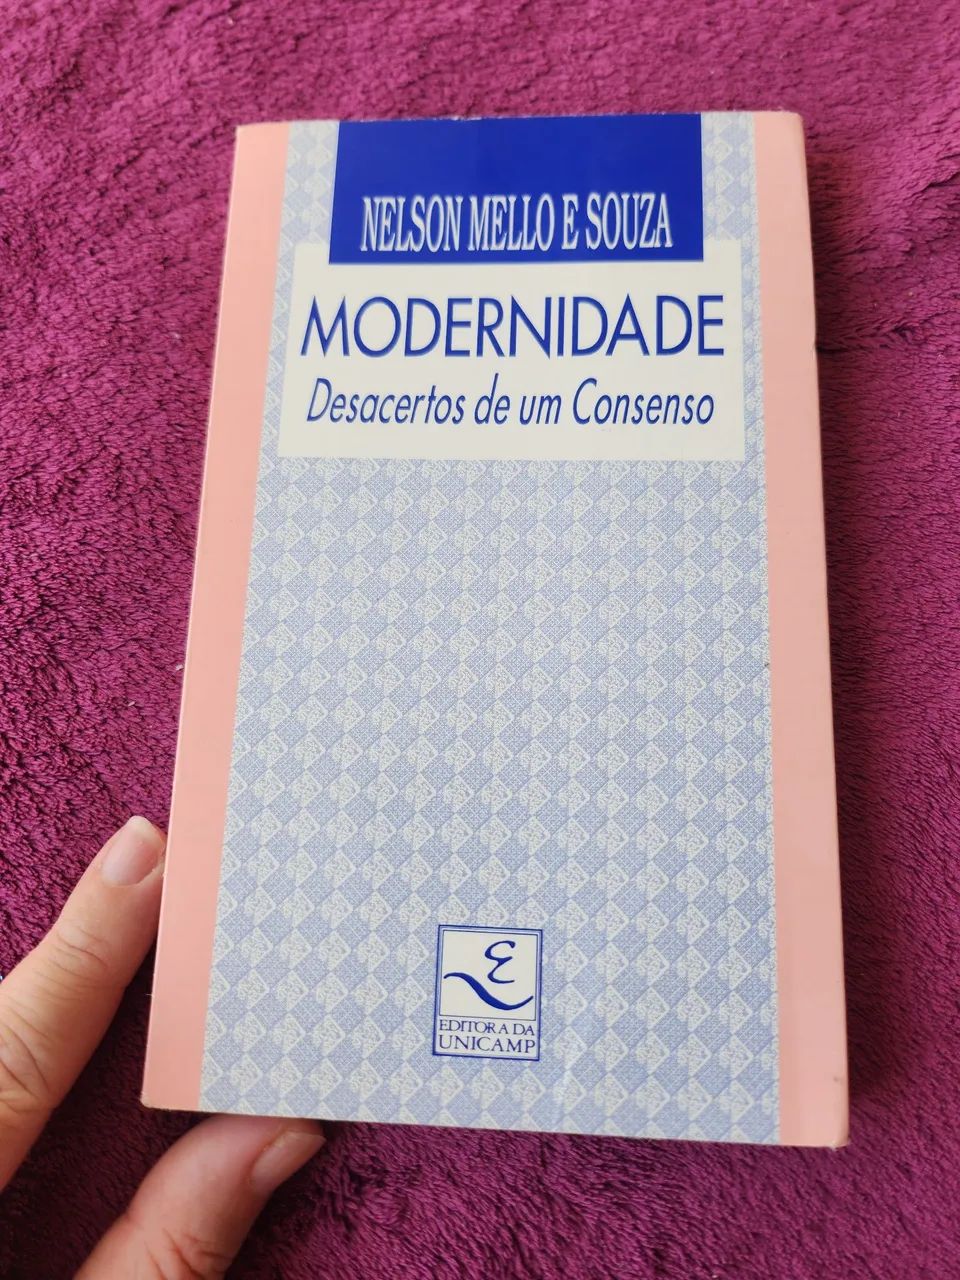 NELSON MELLO E SOUZA
MODERNIDADE
Desacertos de um Consenso
EDITORA DA
UNICAMP